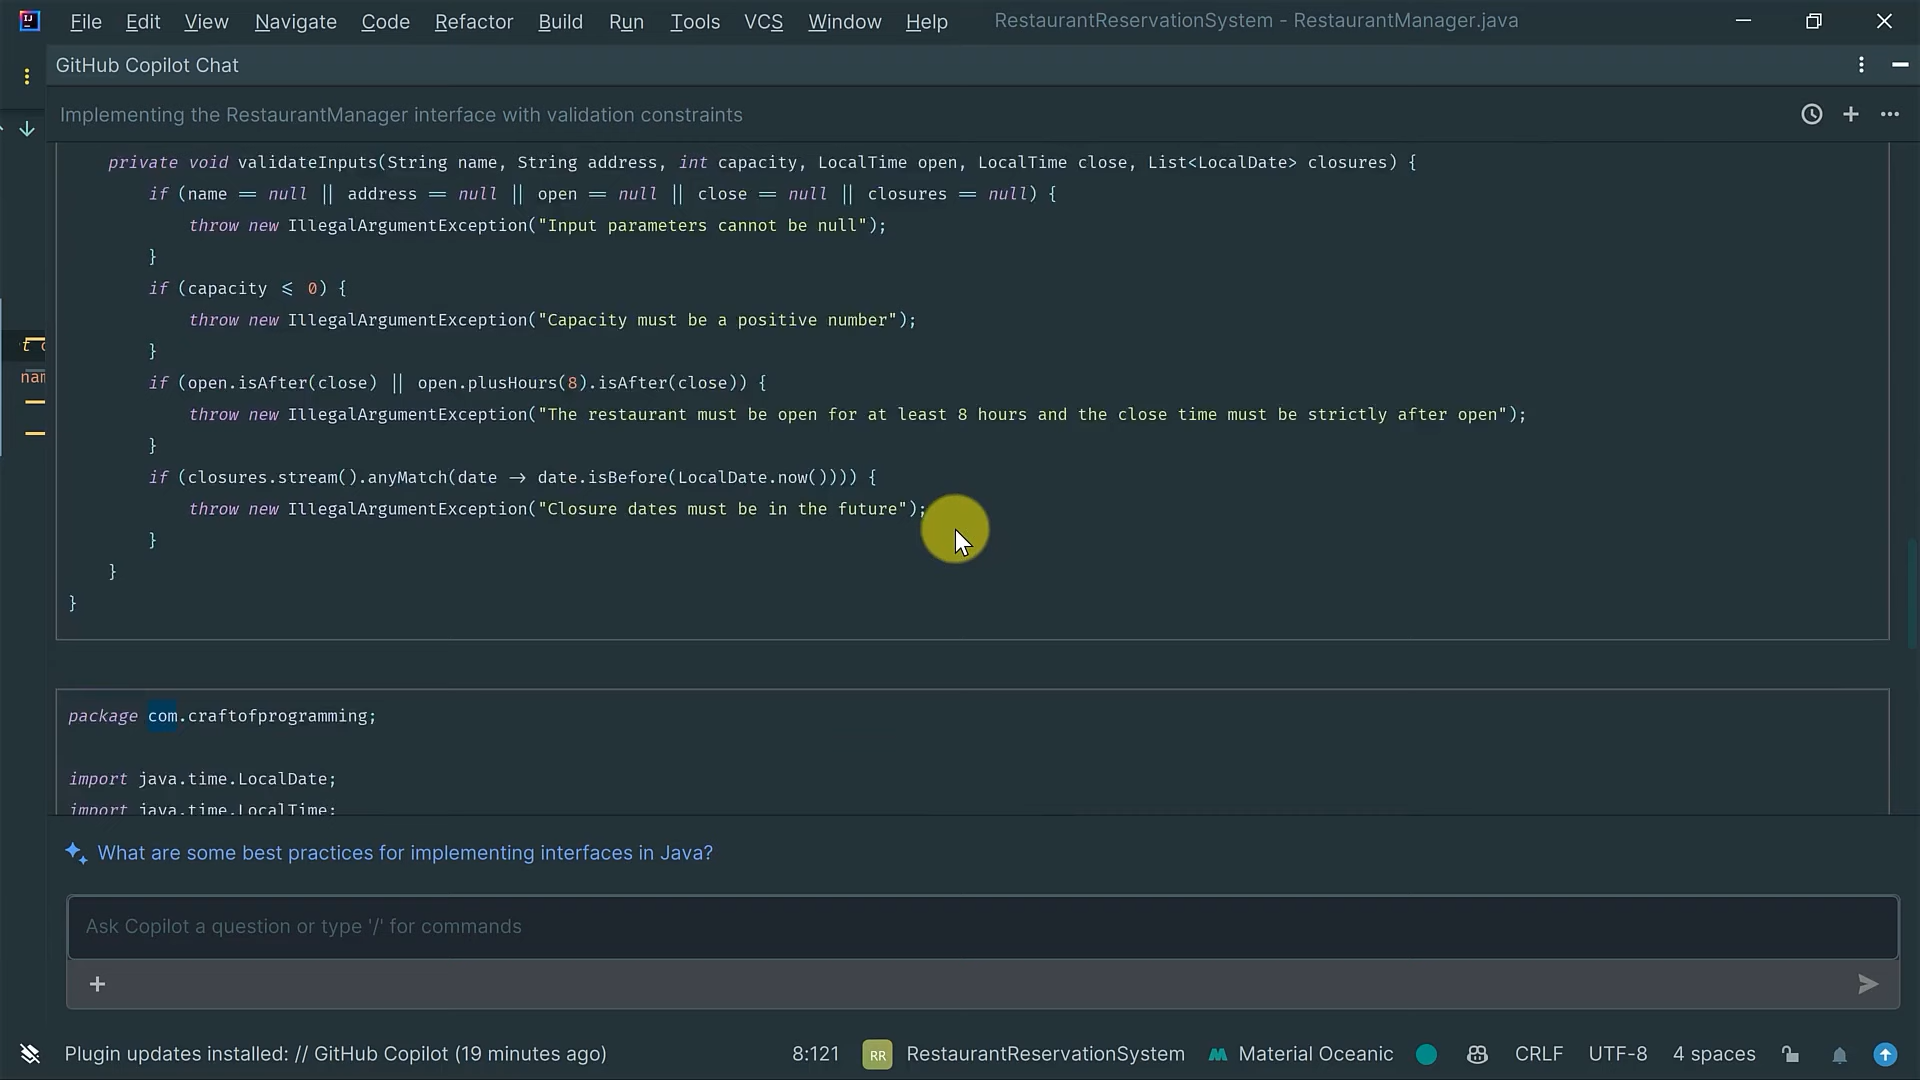 File Edit View Navigate Code Refactor Build Run Tools VCS Window Help RestaurantReservationSystem - RestaurantManager.java
GitHub Copilot Chat
Implementing the RestaurantManager interface with validation constraints
private void validateInputs(String name, String address, int capacity, LocalTime open, LocalTime close, List<LocalDate> closures) {
if (name == null || address == null || open == null || close == null || closures == null) {
throw new IllegalArgumentException("Input parameters cannot be null");
}
if (capacity <= 0) {
throw new IllegalArgumentException("Capacity must be a positive number");
}
if (open.isAfter(close) || open.plusHours(8).isAfter(close)) {
throw new IllegalArgumentException("The restaurant must be open for at least 8 hours and the close time must be strictly after open");
}
if (closures.stream().anyMatch(date -> date.isBefore(LocalDate.now()))) {
throw new IllegalArgumentException("Closure dates must be in the future");
}
}
}
nam
package com.craftofprogramming;
import java.time.LocalDate;
import java.time.LocalTime;
What are some best practices for implementing interfaces in Java?
Ask Copilot a question or type '/' for commands
Plugin updates installed: // GitHub Copilot (19 minutes ago) 8:121 RR RestaurantReservationSystem Material Oceanic CRLF UTF-8 4 spaces